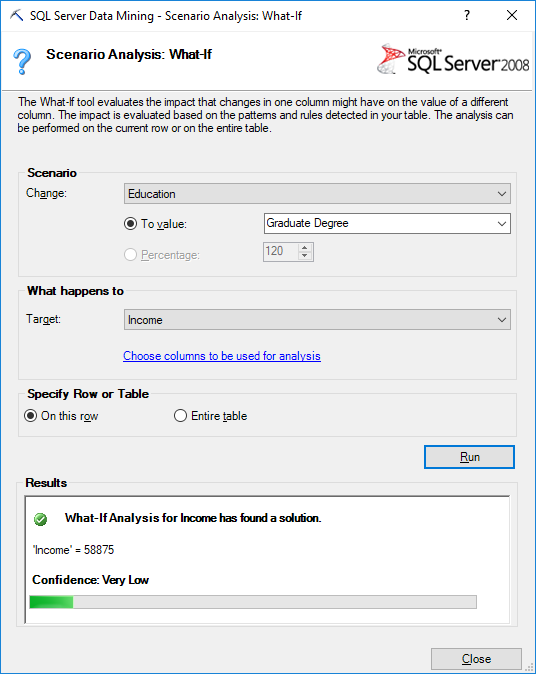 SQL Server Data Mining - Scenario Analysis: What-If
?
Scenario Analysis: What-If
Microsoft®
SQL Server® 2008
The What-If tool evaluates the impact that changes in one column might have on the value of a different
column. The impact is evaluated based on the patterns and rules detected in your table. The analysis can
be performed on the current row or on the entire table.
Scenario
Change: Education
To value: Graduate Degree
Percentage: 120
What happens to
Target: Income
Choose columns to be used for analysis
Specify Row or Table
On this row Entire table
Run
Results
What-If Analysis for Income has found a solution.
'Income' = 58875
Confidence: Very Low
Close